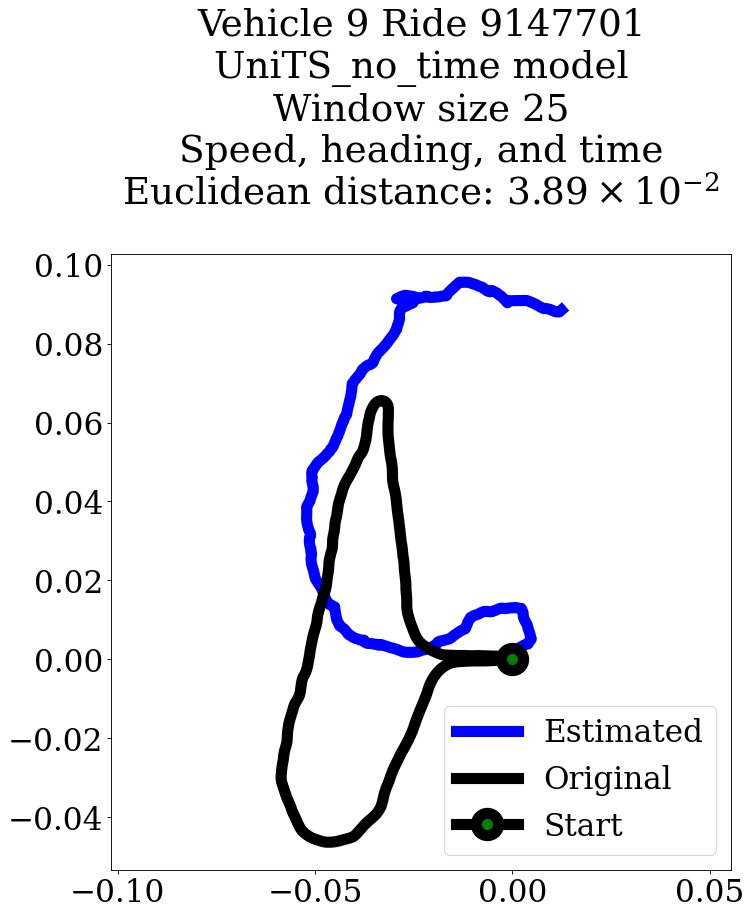 Vehicle 9 Ride 9147701
UniTS_no_time model
Window size 25
Speed, heading, and time
Euclidean distance: 3.89 × 10⁻²
0.10
0.08
0.06
0.04
0.02
0.00
−0.02
−0.04
Estimated
Original
Start
−0.10
−0.05
0.00
0.05